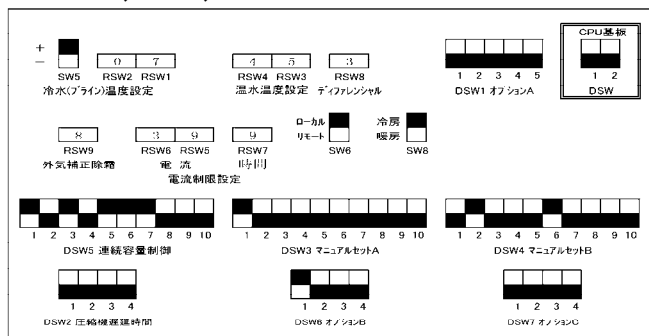 CPU基板
+
-
0 7
4 5
3
1 2 3 4 5
1 2
SW5 RSW2 RSW1
RSW4 RSW3 RSW8
DSW1 オプションA
DSW
冷水(ブライン)温度設定
温水温度設定 ディファレンシャル
ローカル
リモート
SW6
冷房
暖房
SW8
8
3 9
9
RSW9
RSW6 RSW5
RSW7
外気補正除霜
電流
時間
電流制限設定
1 2 3 4 5 6 7 8 9 10
1 2 3 4 5 6 7 8 9 10
1 2 3 4 5 6 7 8 9 10
DSW5 連続容量制御
DSW3 マニュアルセットA
DSW4 マニュアルセットB
1 2 3 4
1 2 3 4
1 2 3 4
DSW2 圧縮機遅延時間
DSW6 オプションB
DSW7 オプションC